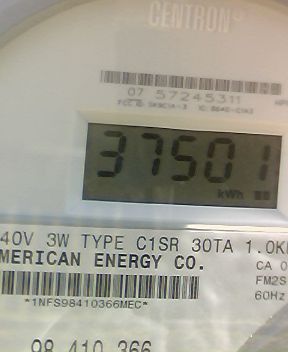 CENTRON®
07 57245311
37501
kWh
40V 3W TYPE C1SR 30TA 1.0K
MERICAN ENERGY CO.
CA 0
FM2S
60Hz
*1NFS98410366MEC*
98 410 366